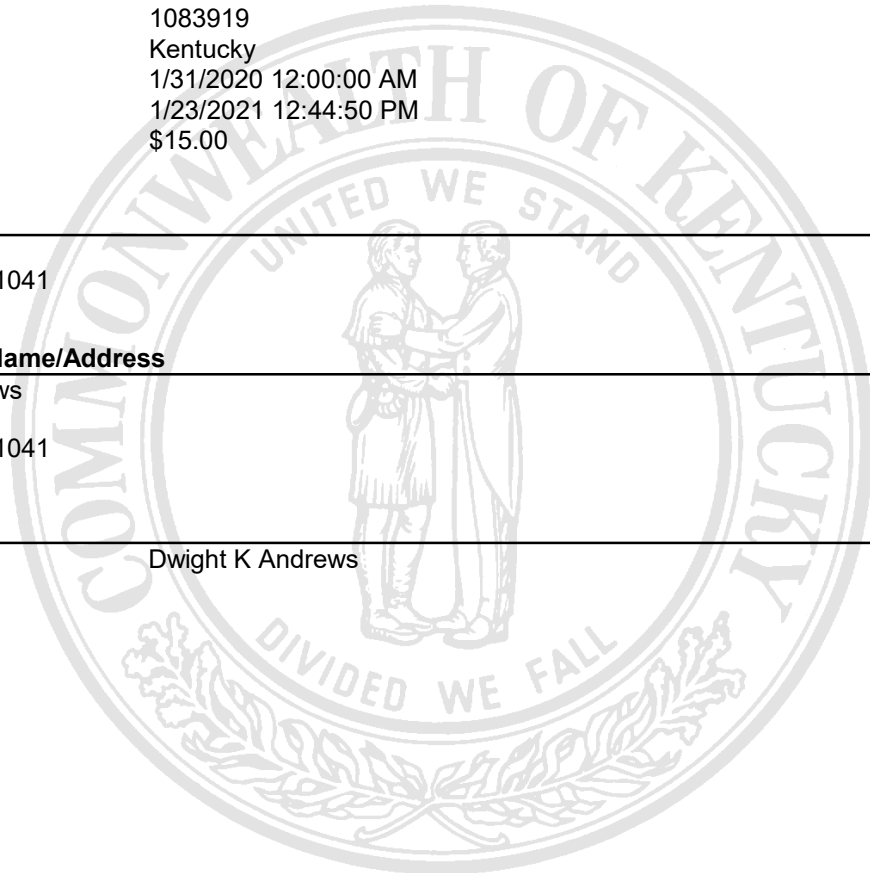 1083919
Kentucky
1/31/2020 12:00:00 AM
1/23/2021 12:44:50 PM
$15.00
1041
Name/Address
ws
1041
Dwight K Andrews
COMMONWEALTH OF KENTUCKY
UNITED WE STAND
DIVIDED WE FALL